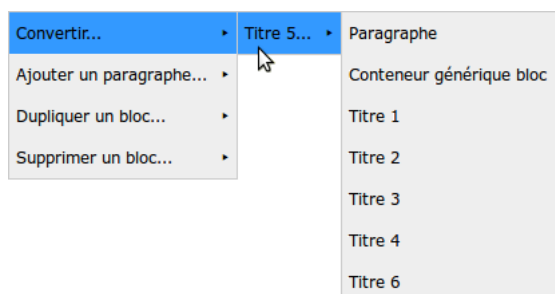 Convertir...
Titre 5...
Paragraphe
Ajouter un paragraphe...
Conteneur générique bloc
Dupliquer un bloc...
Titre 1
Supprimer un bloc...
Titre 2
Titre 3
Titre 4
Titre 6